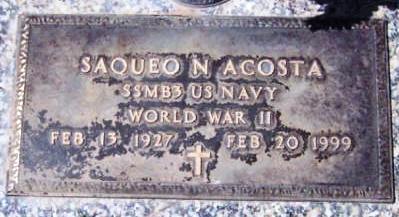 SAQUEO N ACOSTA
SSMB3 US NAVY
WORLD WAR II
FEB 13 1927 FEB 20 1999